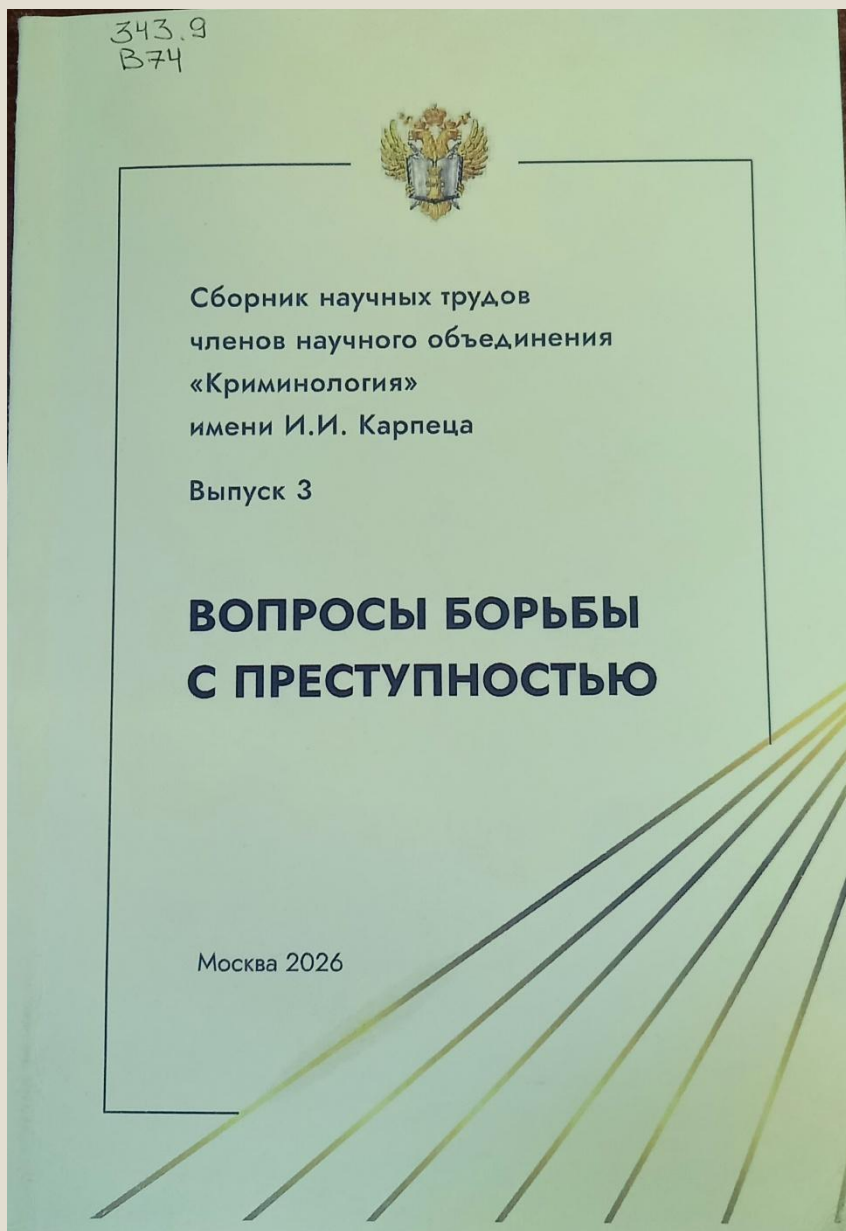 343.9
В74
Сборник научных трудов
членов научного объединения
«Криминология»
имени И.И. Карпеца
Выпуск 3
ВОПРОСЫ БОРЬБЫ
С ПРЕСТУПНОСТЬЮ
Москва 2026